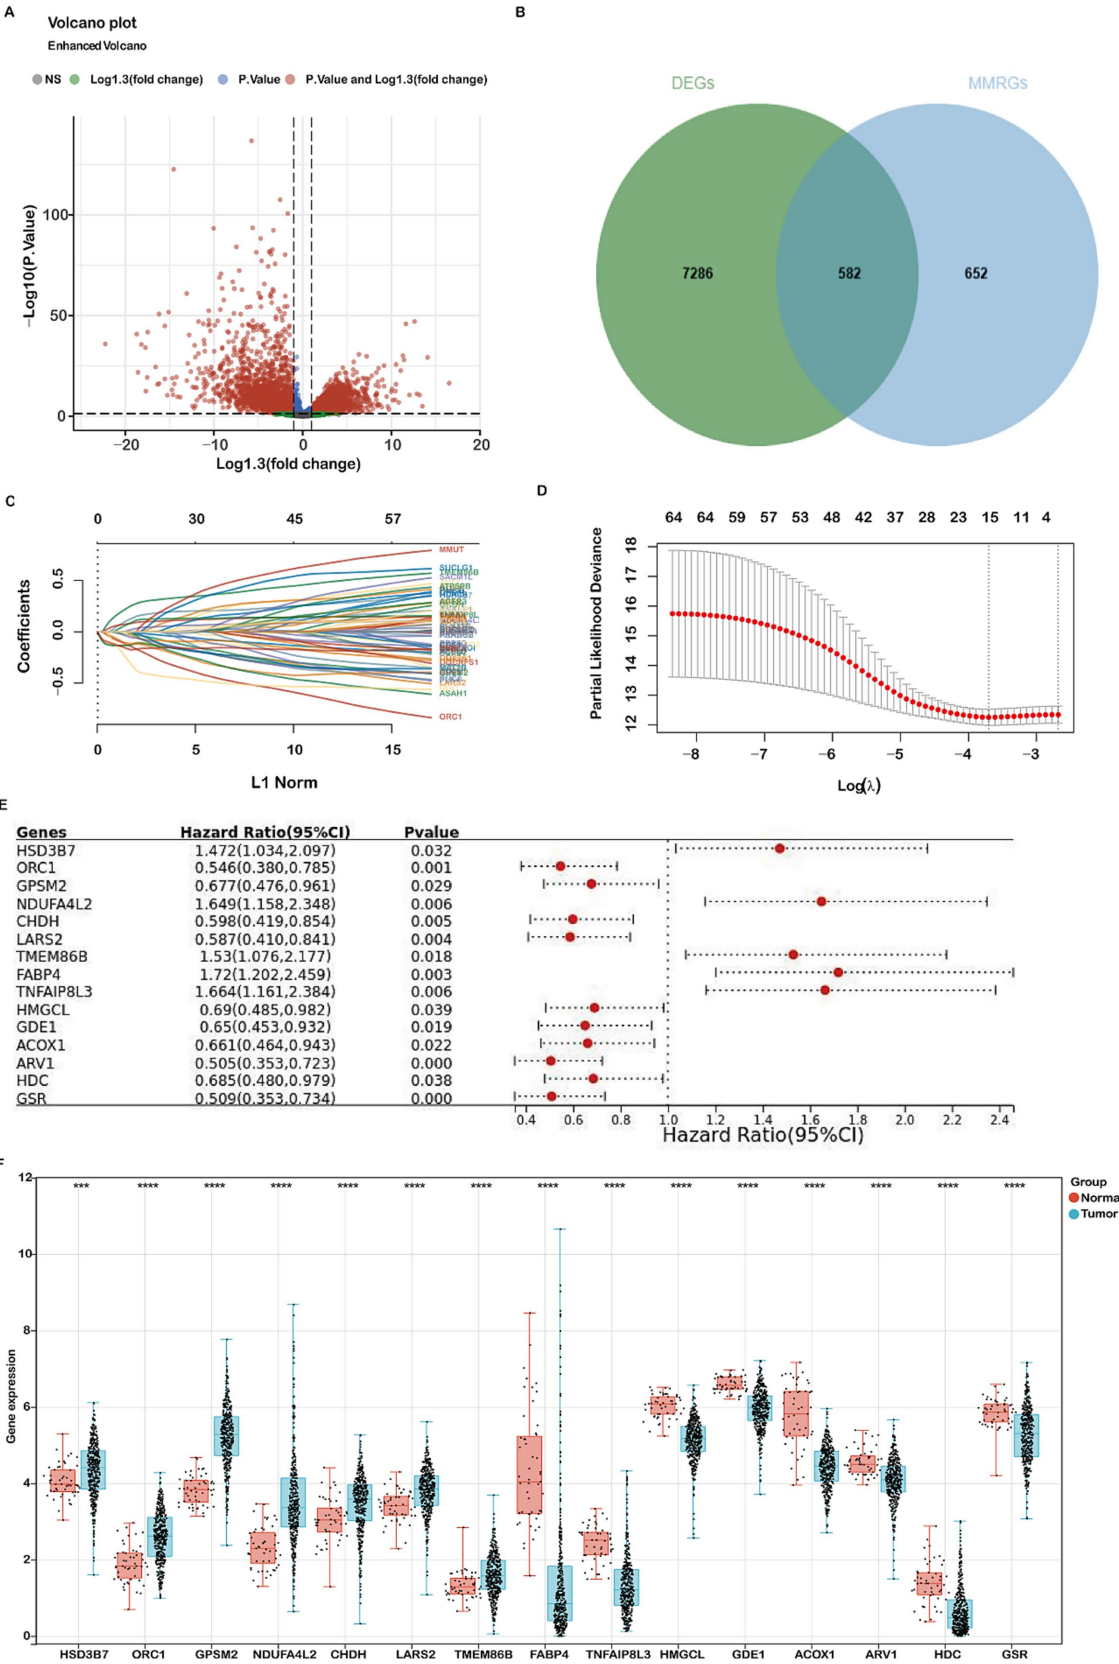 A
Volcano plot
Enhanced Volcano
NS Log1.3(fold change) P.Value P.Value and Log1.3(fold change)
−Log10(P.Value)
100
50
0
−20 −10 0 10 20
Log1.3(fold change)
B
DEGs MMRGs
7286 582 652
C
0 30 45 57
Coefficients
0.5
0.0
−0.5
MMUT
SUCLG1
TMEM86B
SACM1L
LARS2
ASAH1
ORC1
0 5 10 15
L1 Norm
D
64 64 59 57 53 48 42 37 28 23 15 11 4
Partial Likelihood Deviance
18
17
16
15
14
13
12
−8 −7 −6 −5 −4 −3
Log(λ)
E
Genes Hazard Ratio(95%CI) Pvalue
HSD3B7 1.472(1.034,2.097) 0.032
ORC1 0.546(0.380,0.785) 0.001
GPSM2 0.677(0.476,0.961) 0.029
NDUFA4L2 1.649(1.158,2.348) 0.006
CHDH 0.598(0.419,0.854) 0.005
LARS2 0.587(0.410,0.841) 0.004
TMEM86B 1.53(1.076,2.177) 0.018
FABP4 1.72(1.202,2.459) 0.003
TNFAIP8L3 1.664(1.161,2.384) 0.006
HMGCL 0.69(0.485,0.982) 0.039
GDE1 0.65(0.453,0.932) 0.019
ACOX1 0.661(0.464,0.943) 0.022
ARV1 0.505(0.353,0.723) 0.000
HDC 0.685(0.480,0.979) 0.038
GSR 0.509(0.353,0.734) 0.000
0.4 0.6 0.8 1.0 1.2 1.4 1.6 1.8 2.0 2.2 2.4
Hazard Ratio(95%CI)
F
*** **** **** **** **** **** **** **** **** **** **** **** **** **** ****
Group
Norma
Tumor
Gene expression
12
10
8
6
4
2
0
HSD3B7 ORC1 GPSM2 NDUFA4L2 CHDH LARS2 TMEM86B FABP4 TNFAIP8L3 HMGCL GDE1 ACOX1 ARV1 HDC GSR